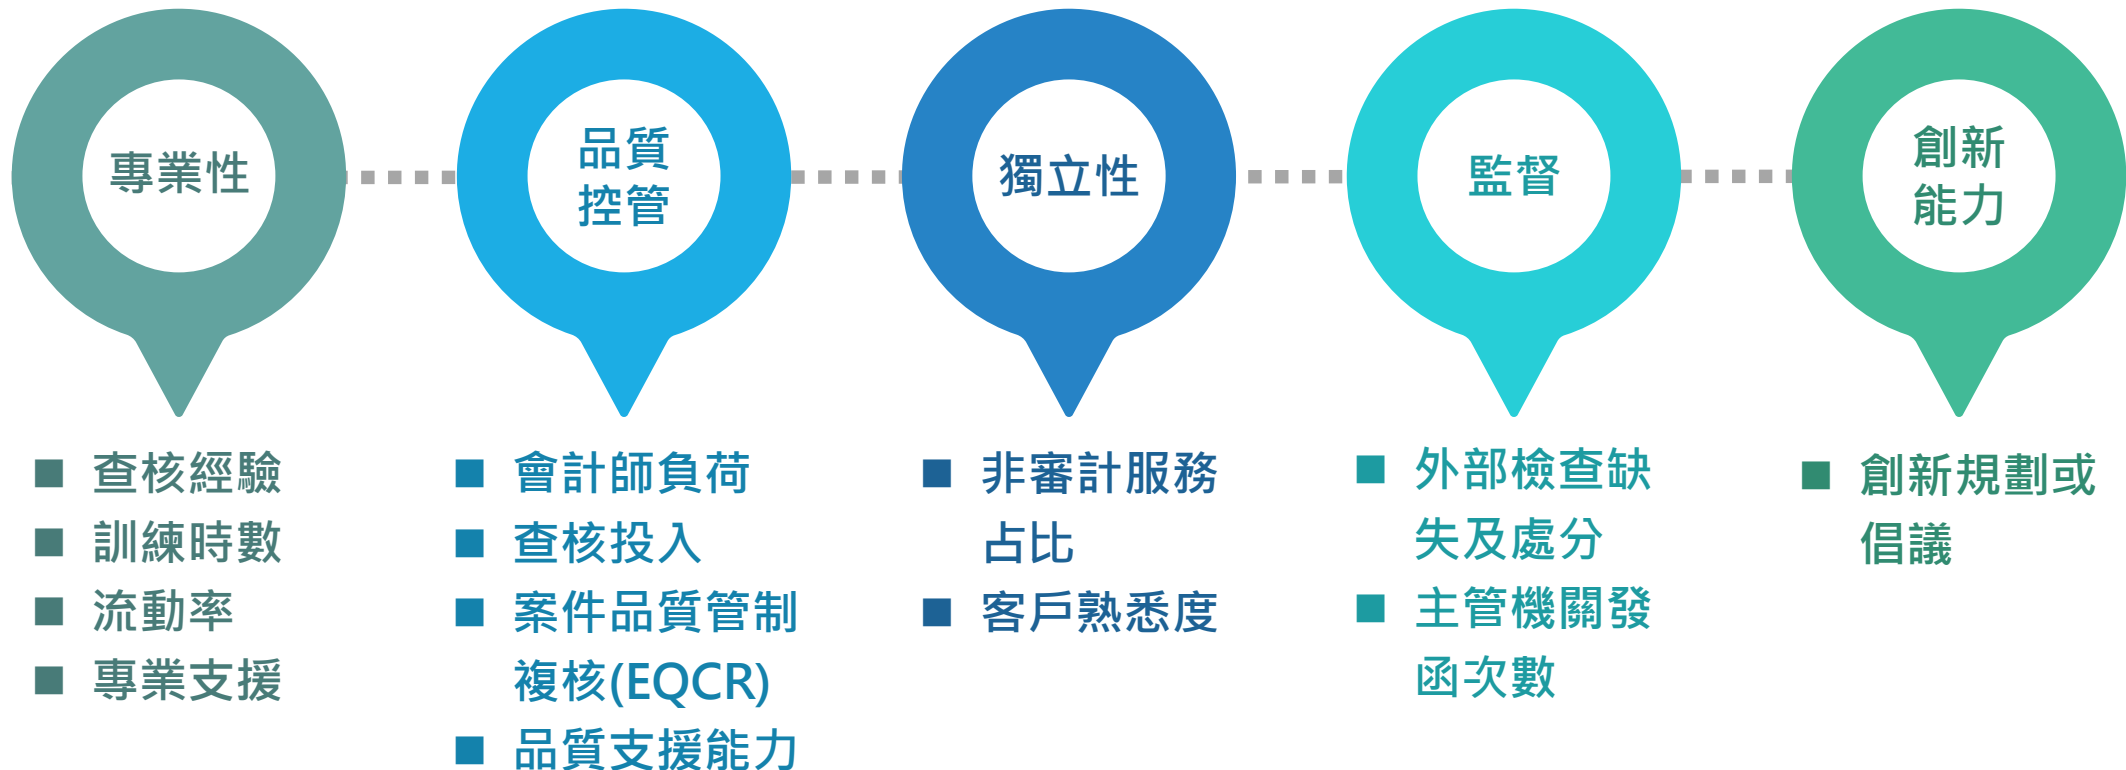 專業性
品質
控管
獨立性
監督
創新
能力
■ 查核經驗
■ 訓練時數
■ 流動率
■ 專業支援
■ 會計師負荷
■ 查核投入
■ 案件品質管制
複核(EQCR)
■ 品質支援能力
■ 非審計服務
占比
■ 客戶熟悉度
■ 外部檢查缺
失及處分
■ 主管機關發
函次數
■ 創新規劃或
倡議